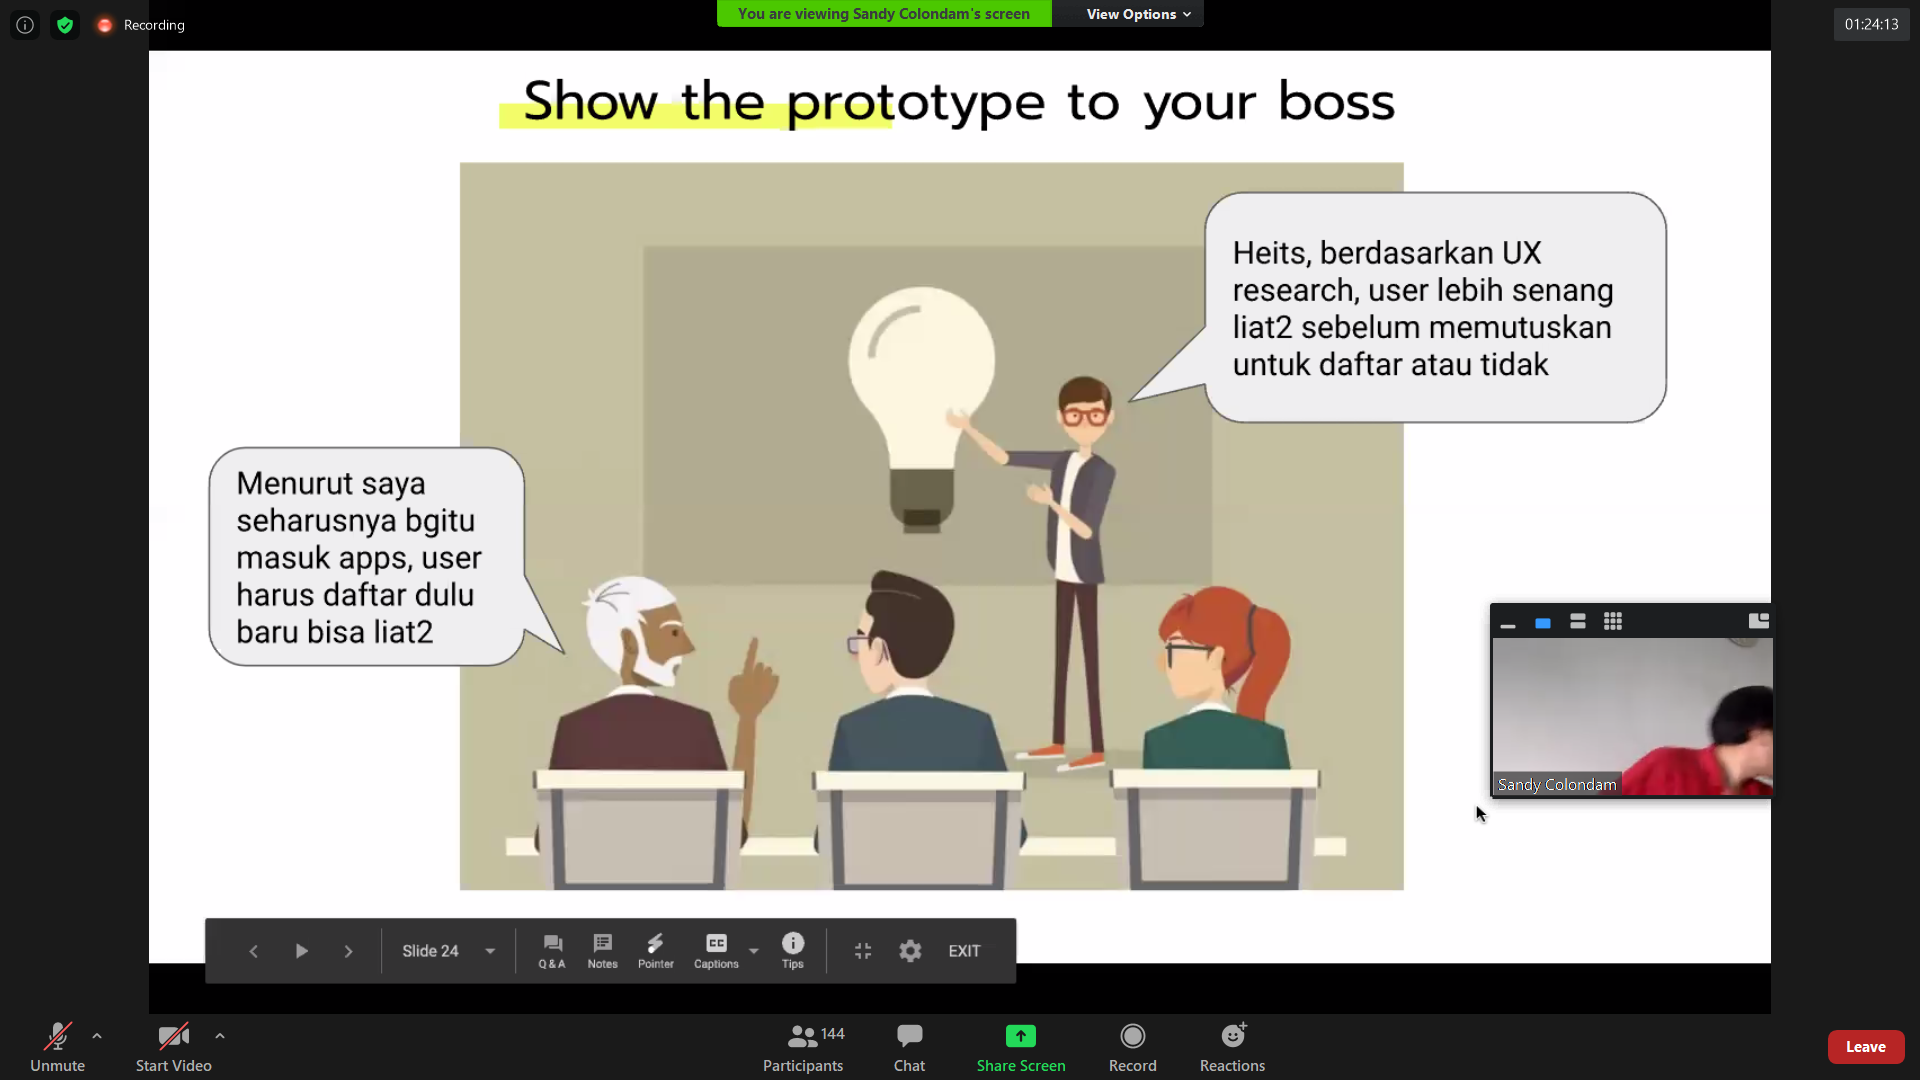 Recording
You are viewing Sandy Colondam's screen
View Options
01:24:13
Show the prototype to your boss
Heits, berdasarkan UX
research, user lebih senang
liat2 sebelum memutuskan
untuk daftar atau tidak
Menurut saya
seharusnya bgitu
masuk apps, user
harus daftar dulu
baru bisa liat2
Sandy Colondam
Slide 24
Q & A
Notes
Pointer
CC
Captions
Tips
EXIT
Unmute
Start Video
144
Participants
Chat
Share Screen
Record
Reactions
Leave